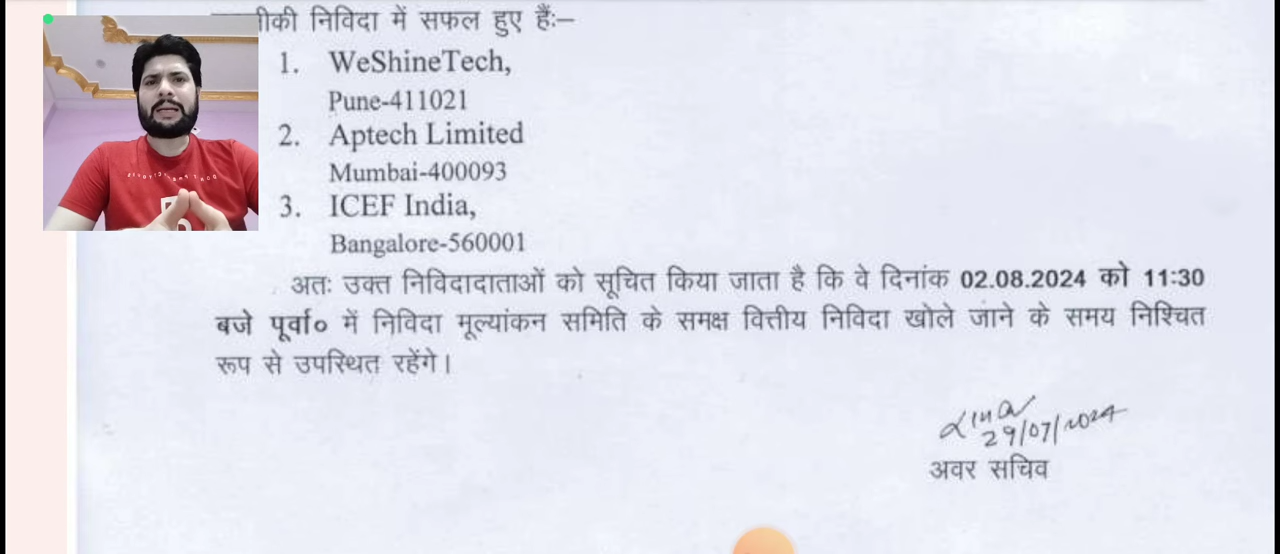 निविदा में सफल हुए हैं:–
1. WeShineTech,
Pune-411021
2. Aptech Limited
Mumbai-400093
3. ICEF India,
Bangalore-560001
अतः उक्त निविदादाताओं को सूचित किया जाता है कि वे दिनांक 02.08.2024 को 11:30
बजे पूर्वा० में निविदा मूल्यांकन समिति के समक्ष वित्तीय निविदा खोले जाने के समय निश्चित
रूप से उपस्थित रहेंगे।
29/07/2024
अवर सचिव